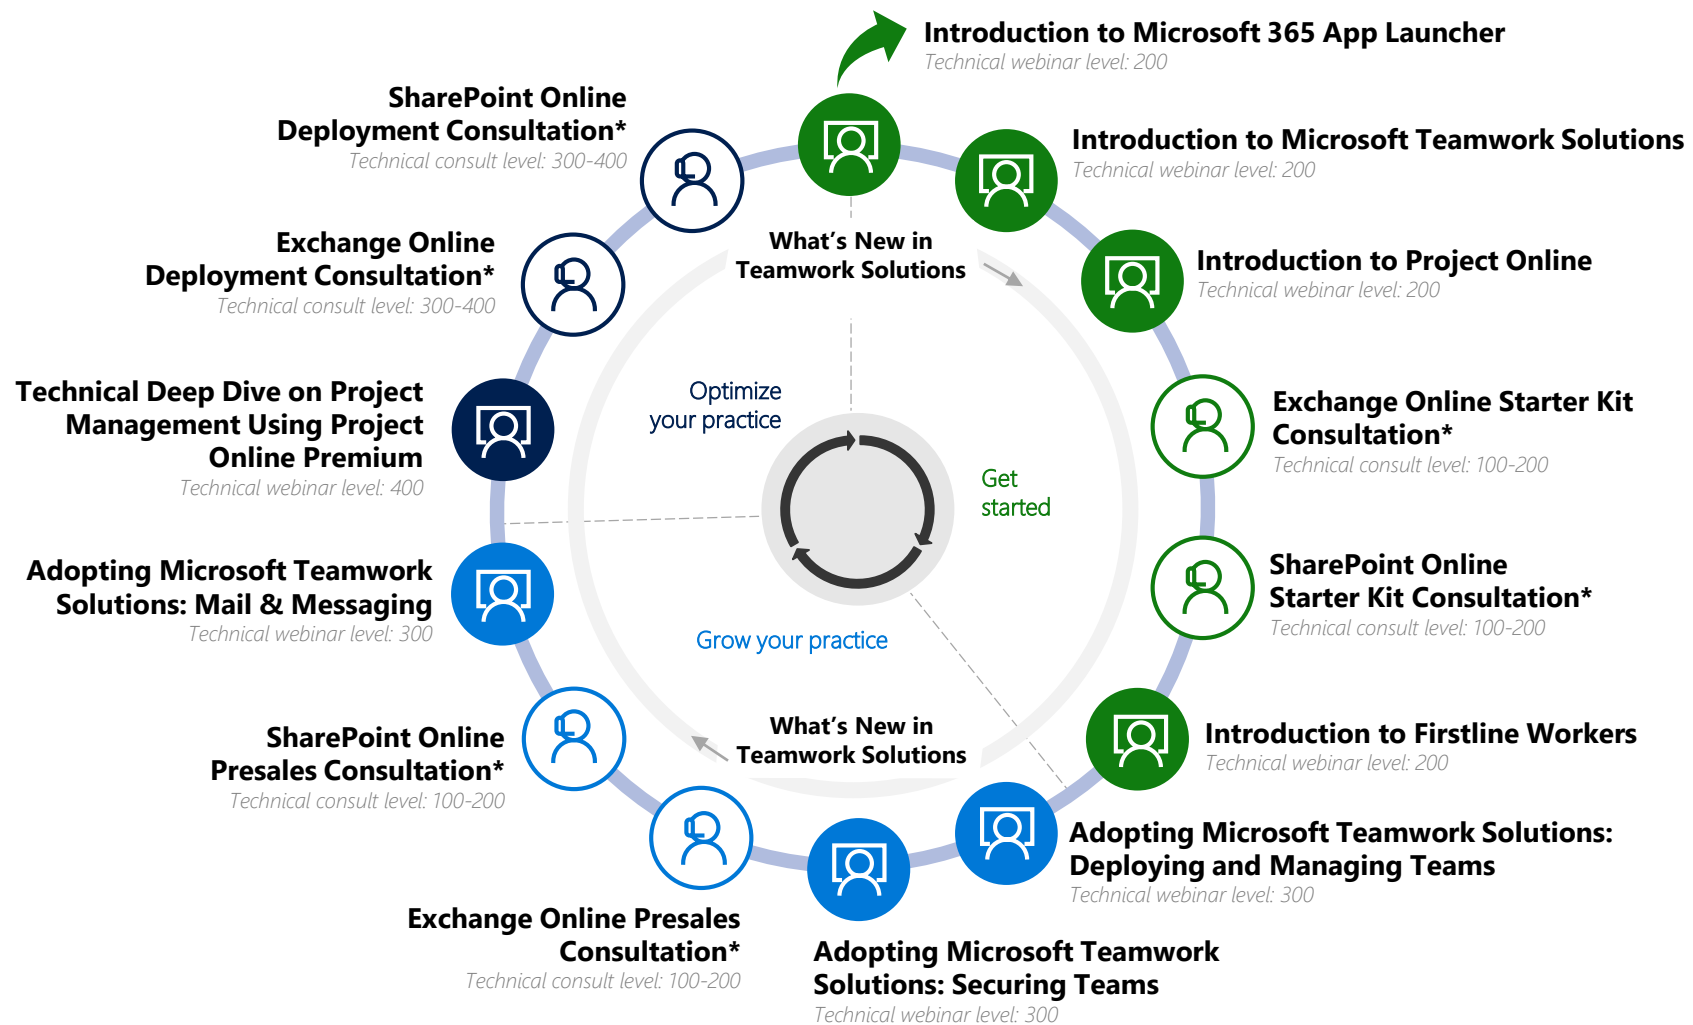 Introduction to Microsoft 365 App Launcher
Technical webinar level: 200
Introduction to Microsoft Teamwork Solutions
Technical webinar level: 200
Introduction to Project Online
Technical webinar level: 200
Exchange Online Starter Kit
Consultation*
Technical consult level: 100-200
SharePoint Online
Starter Kit Consultation*
Technical consult level: 100-200
Introduction to Firstline Workers
Technical webinar level: 200
Adopting Microsoft Teamwork Solutions:
Deploying and Managing Teams
Technical webinar level: 300
Adopting Microsoft Teamwork
Solutions: Securing Teams
Technical webinar level: 300
Exchange Online Presales
Consultation*
Technical consult level: 100-200
SharePoint Online
Presales Consultation*
Technical consult level: 100-200
Adopting Microsoft Teamwork
Solutions: Mail & Messaging
Technical webinar level: 300
Technical Deep Dive on Project
Management Using Project
Online Premium
Technical webinar level: 400
Exchange Online
Deployment Consultation*
Technical consult level: 300-400
SharePoint Online
Deployment Consultation*
Technical consult level: 300-400
What's New in
Teamwork Solutions
Optimize
your practice
Get
started
Grow your practice
What's New in
Teamwork Solutions